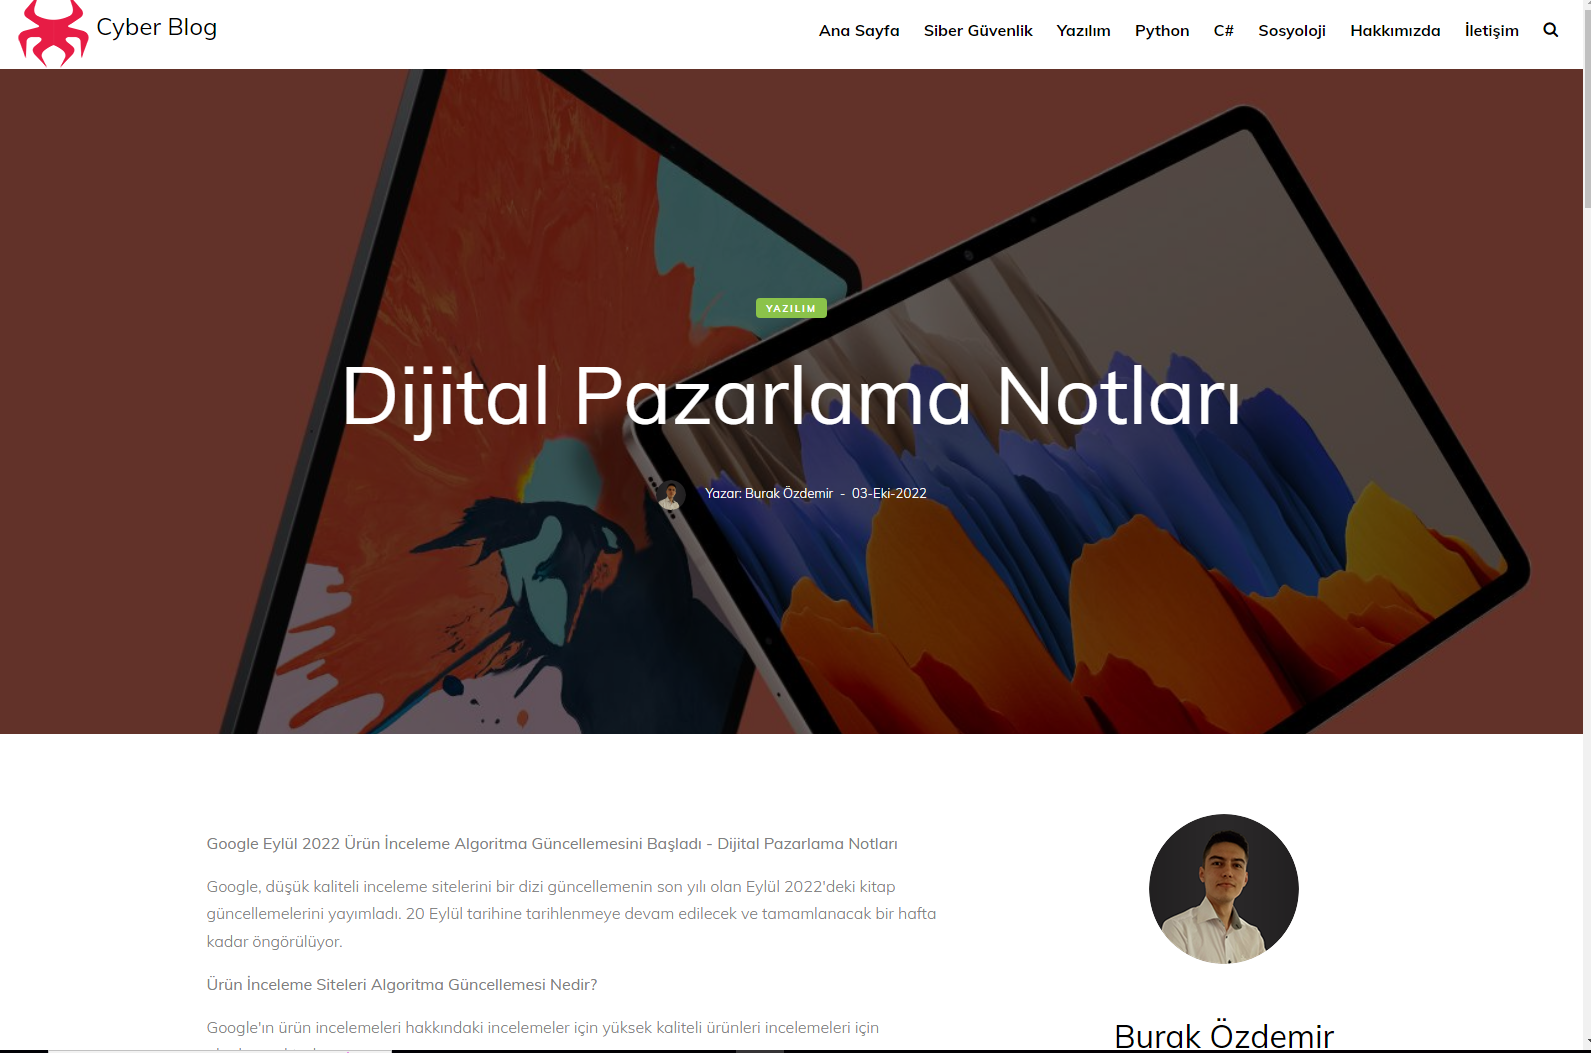 Cyber Blog
Ana Sayfa Siber Güvenlik Yazılım Python C# Sosyoloji Hakkımızda İletişim
YAZILIM
Dijital Pazarlama Notları
Yazar: Burak Özdemir - 03-Eki-2022
Google Eylül 2022 Ürün İnceleme Algoritma Güncellemesini Başladı - Dijital Pazarlama Notları
Google, düşük kaliteli inceleme sitelerini bir dizi güncellemenin son yılı olan Eylül 2022'deki kitap
güncellemelerini yayımladı. 20 Eylül tarihine tarihlenmeye devam edilecek ve tamamlanacak bir hafta
kadar öngörülüyor.
Ürün İnceleme Siteleri Algoritma Güncellemesi Nedir?
Google'ın ürün incelemeleri hakkındaki incelemeler için yüksek kaliteli ürünleri incelemeleri için
Burak Özdemir